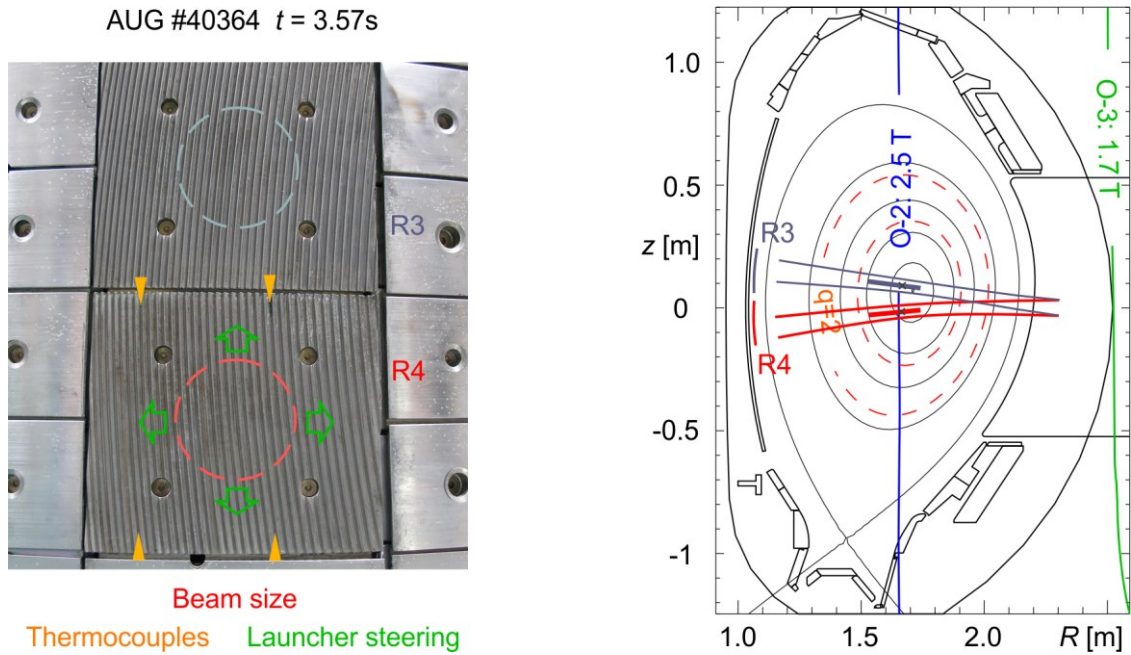 AUG #40364 t = 3.57s
R3
R4
Beam size
Thermocouples Launcher steering
1.0
0.5
z [m]
0
-0.5
-1
1.0 1.5 2.0 R [m]
R3
R4
q=2
O-2: 2.5 T
O-3: 1.7 T